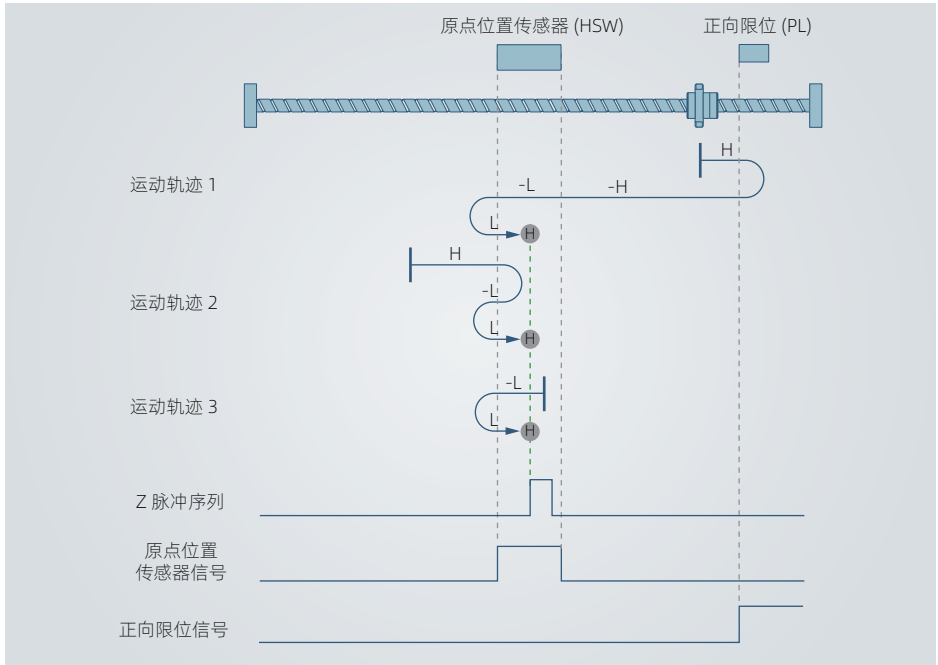 原点位置传感器 (HSW)
正向限位 (PL)
H
运动轨迹 1
-L
-H
L
H
H
运动轨迹 2
-L
L
H
-L
运动轨迹 3
L
H
Z 脉冲序列
原点位置
传感器信号
正向限位信号